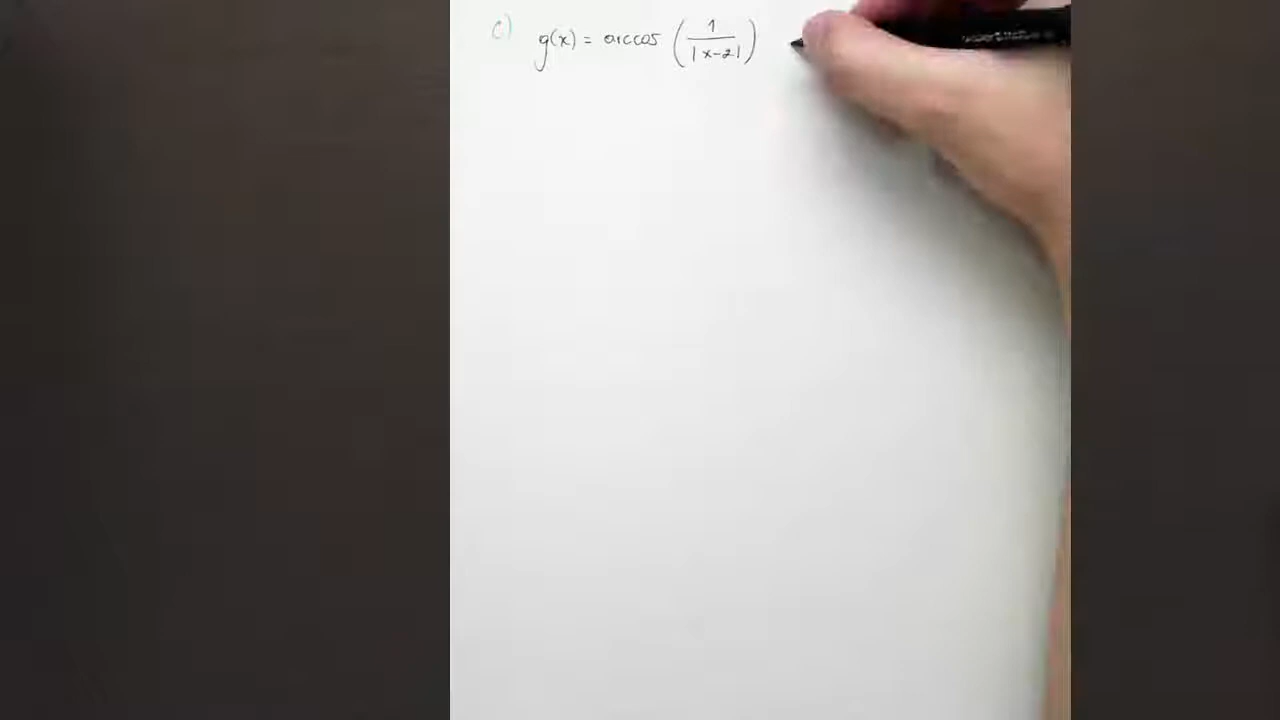 c) g(x) = arccos (1/|x-2|)